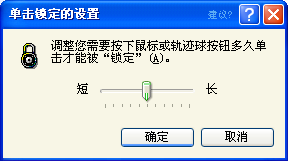 单击锁定的设置
建议?
调整您需要按下鼠标或轨迹球按钮多久单
击才能被“锁定”(A)。
短 长
确定 取消